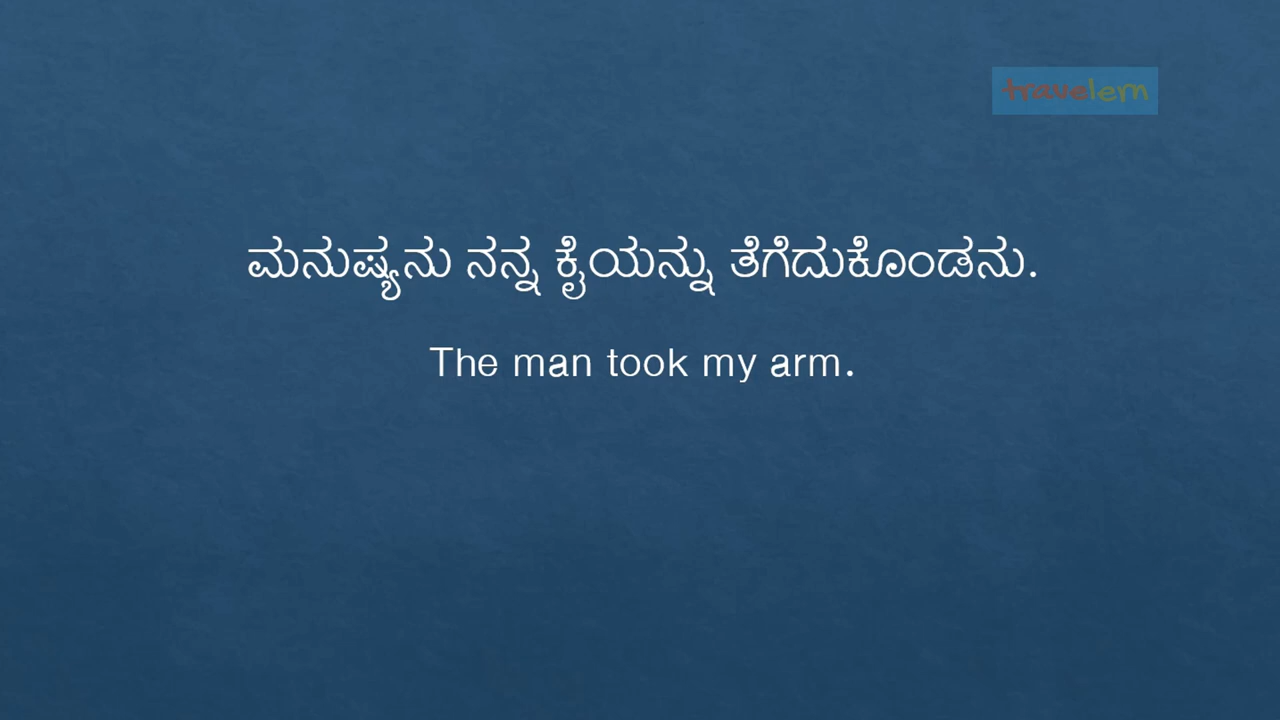 travelem
ಮನುಷ್ಯನು ನನ್ನ ಕೈಯನ್ನು ತೆಗೆದುಕೊಂಡನು.
The man took my arm.